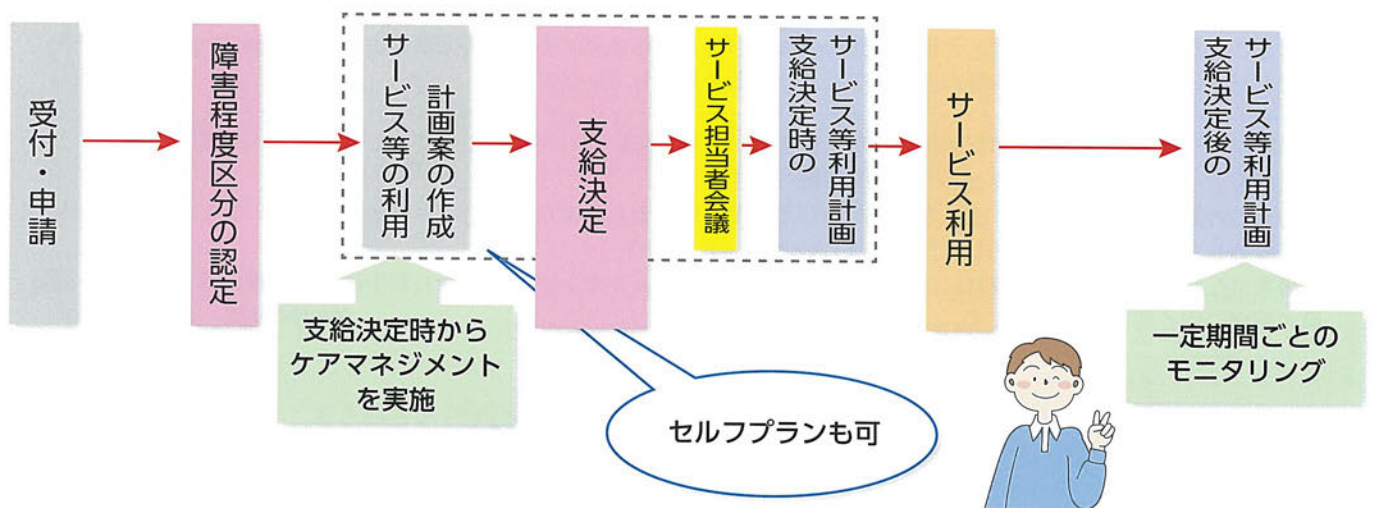 受付・申請
障害程度区分の認定
サービス等の利用
計画案の作成
支給決定
サービス担当者会議
支給決定時の
サービス等利用計画
サービス利用
支給決定後の
サービス等利用計画
支給決定時から
ケアマネジメント
を実施
セルフプランも可
一定期間ごとの
モニタリング